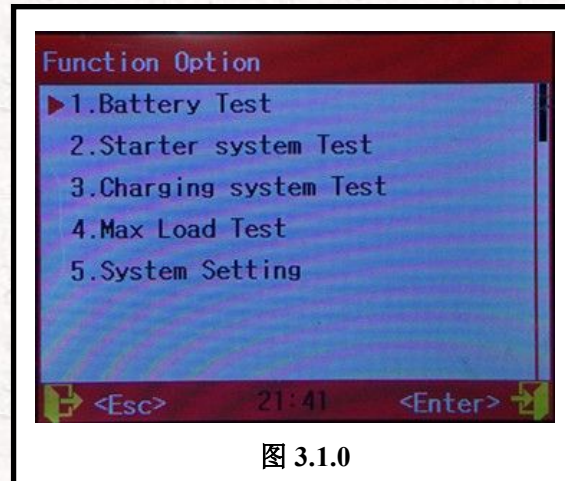 Function Option
1.Battery Test
2.Starter system Test
3.Charging system Test
4.Max Load Test
5.System Setting
<Esc> 21:41 <Enter>
图 3.1.0